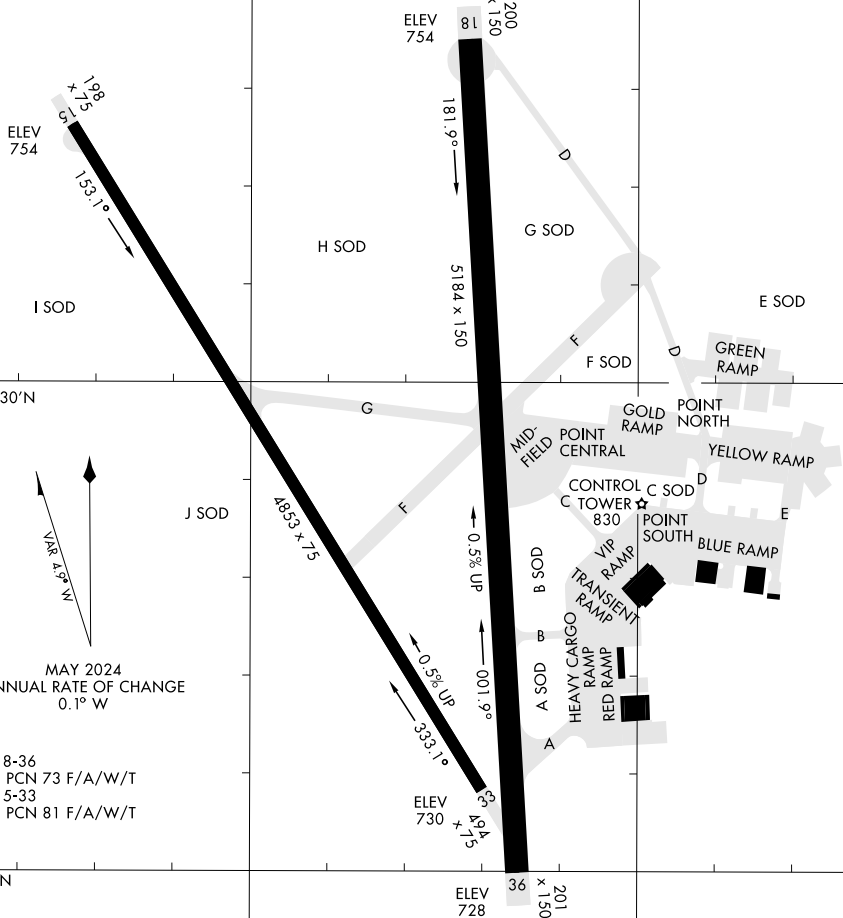 ELEV
754
18
200
x 150
198
x 75
15
ELEV
754
181.9°
D
153.1°
G SOD
H SOD
5184 x 150
E SOD
I SOD
F
D
GREEN
RAMP
F SOD
30'N
G
GOLD
RAMP
POINT
NORTH
MID-
FIELD
POINT
CENTRAL
YELLOW RAMP
CONTROL
TOWER
830
C
C SOD
D
E
F
J SOD
4853 x 75
POINT
SOUTH
BLUE RAMP
VIP
RAMP
0.5% UP
B SOD
TRANSIENT
RAMP
VAR 4.9° W
B
HEAVY CARGO
RAMP
RED RAMP
0.5% UP
001.9°
A SOD
MAY 2024
NNUAL RATE OF CHANGE
0.1° W
333.1°
A
8-36
PCN 73 F/A/W/T
5-33
PCN 81 F/A/W/T
33
ELEV
730
494
x 75
N
36
201
x 150
ELEV
728